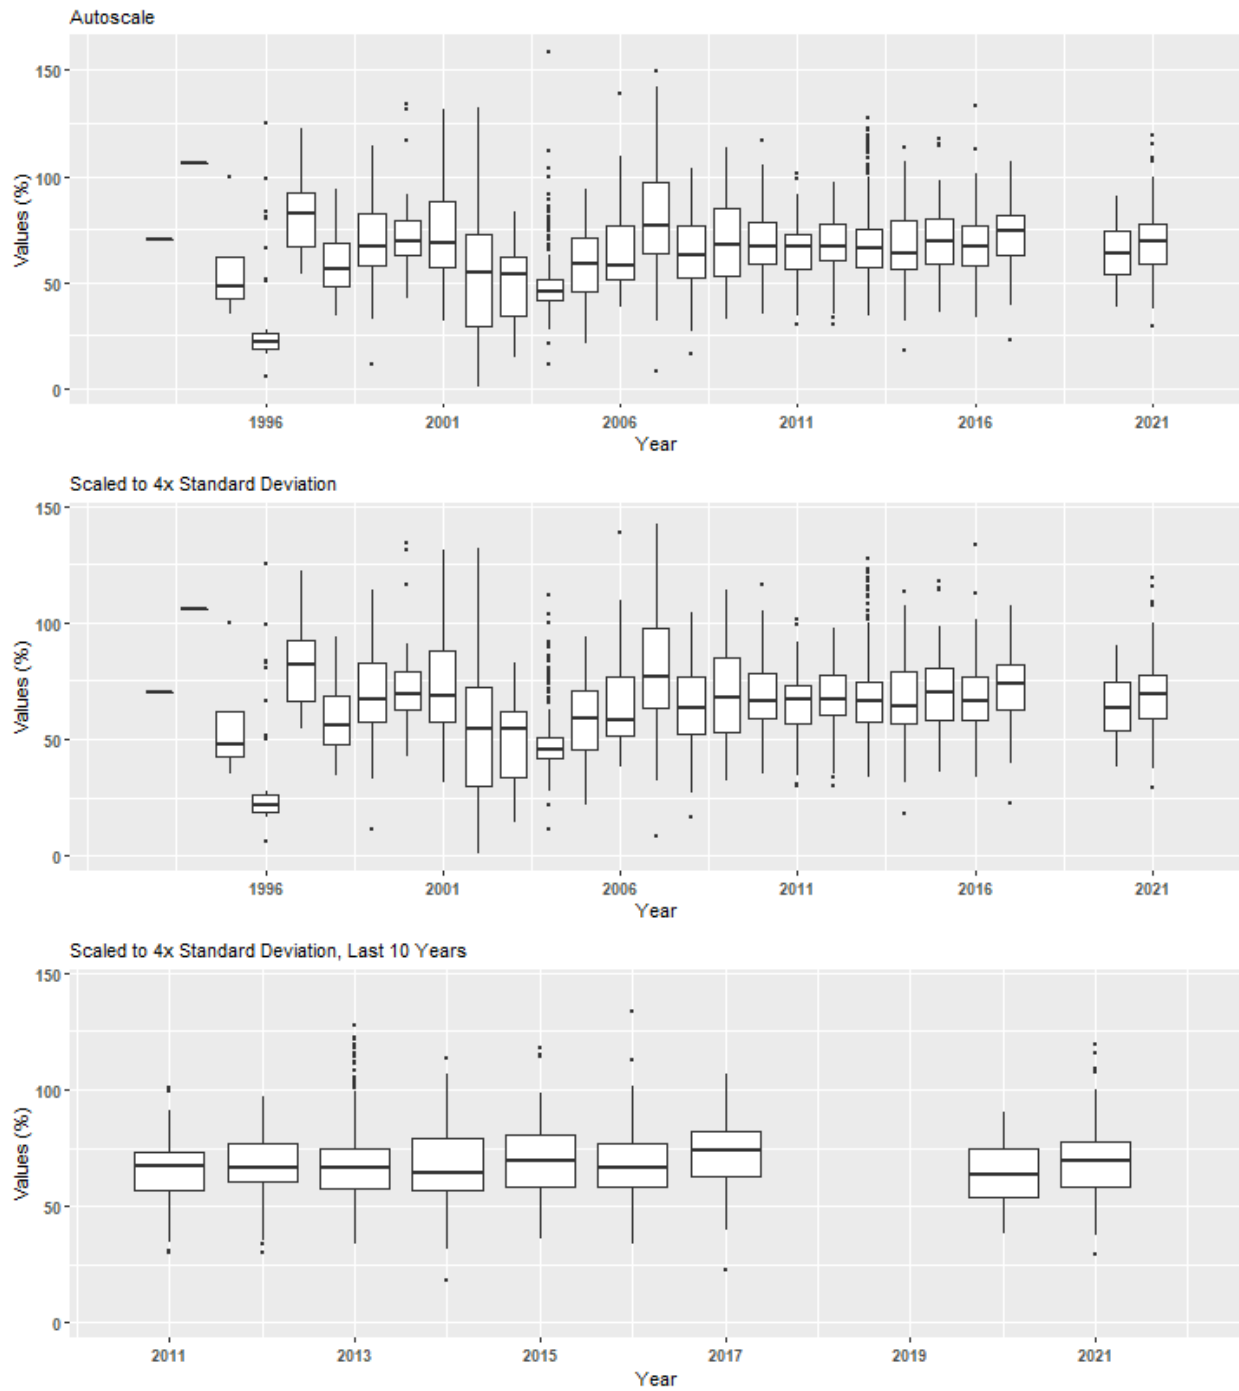 Autoscale
150
100
50
0
Values (%)
1996 2001 2006 2011 2016 2021
Year
Scaled to 4x Standard Deviation
150
100
50
0
Values (%)
1996 2001 2006 2011 2016 2021
Year
Scaled to 4x Standard Deviation, Last 10 Years
150
100
50
0
Values (%)
2011 2013 2015 2017 2019 2021
Year